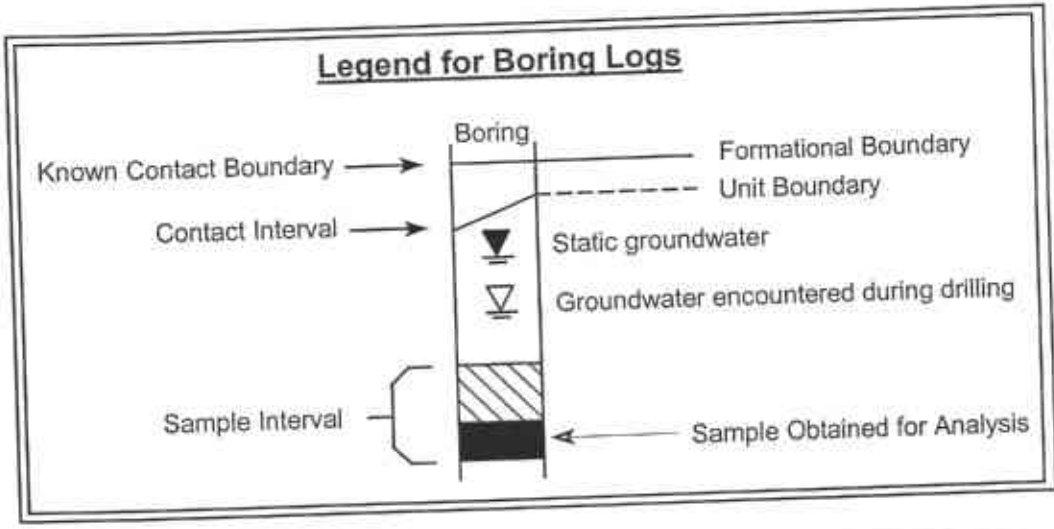 Legend for Boring Logs
Boring
Known Contact Boundary
Formational Boundary
Unit Boundary
Contact Interval
Static groundwater
Groundwater encountered during drilling
Sample Interval
Sample Obtained for Analysis